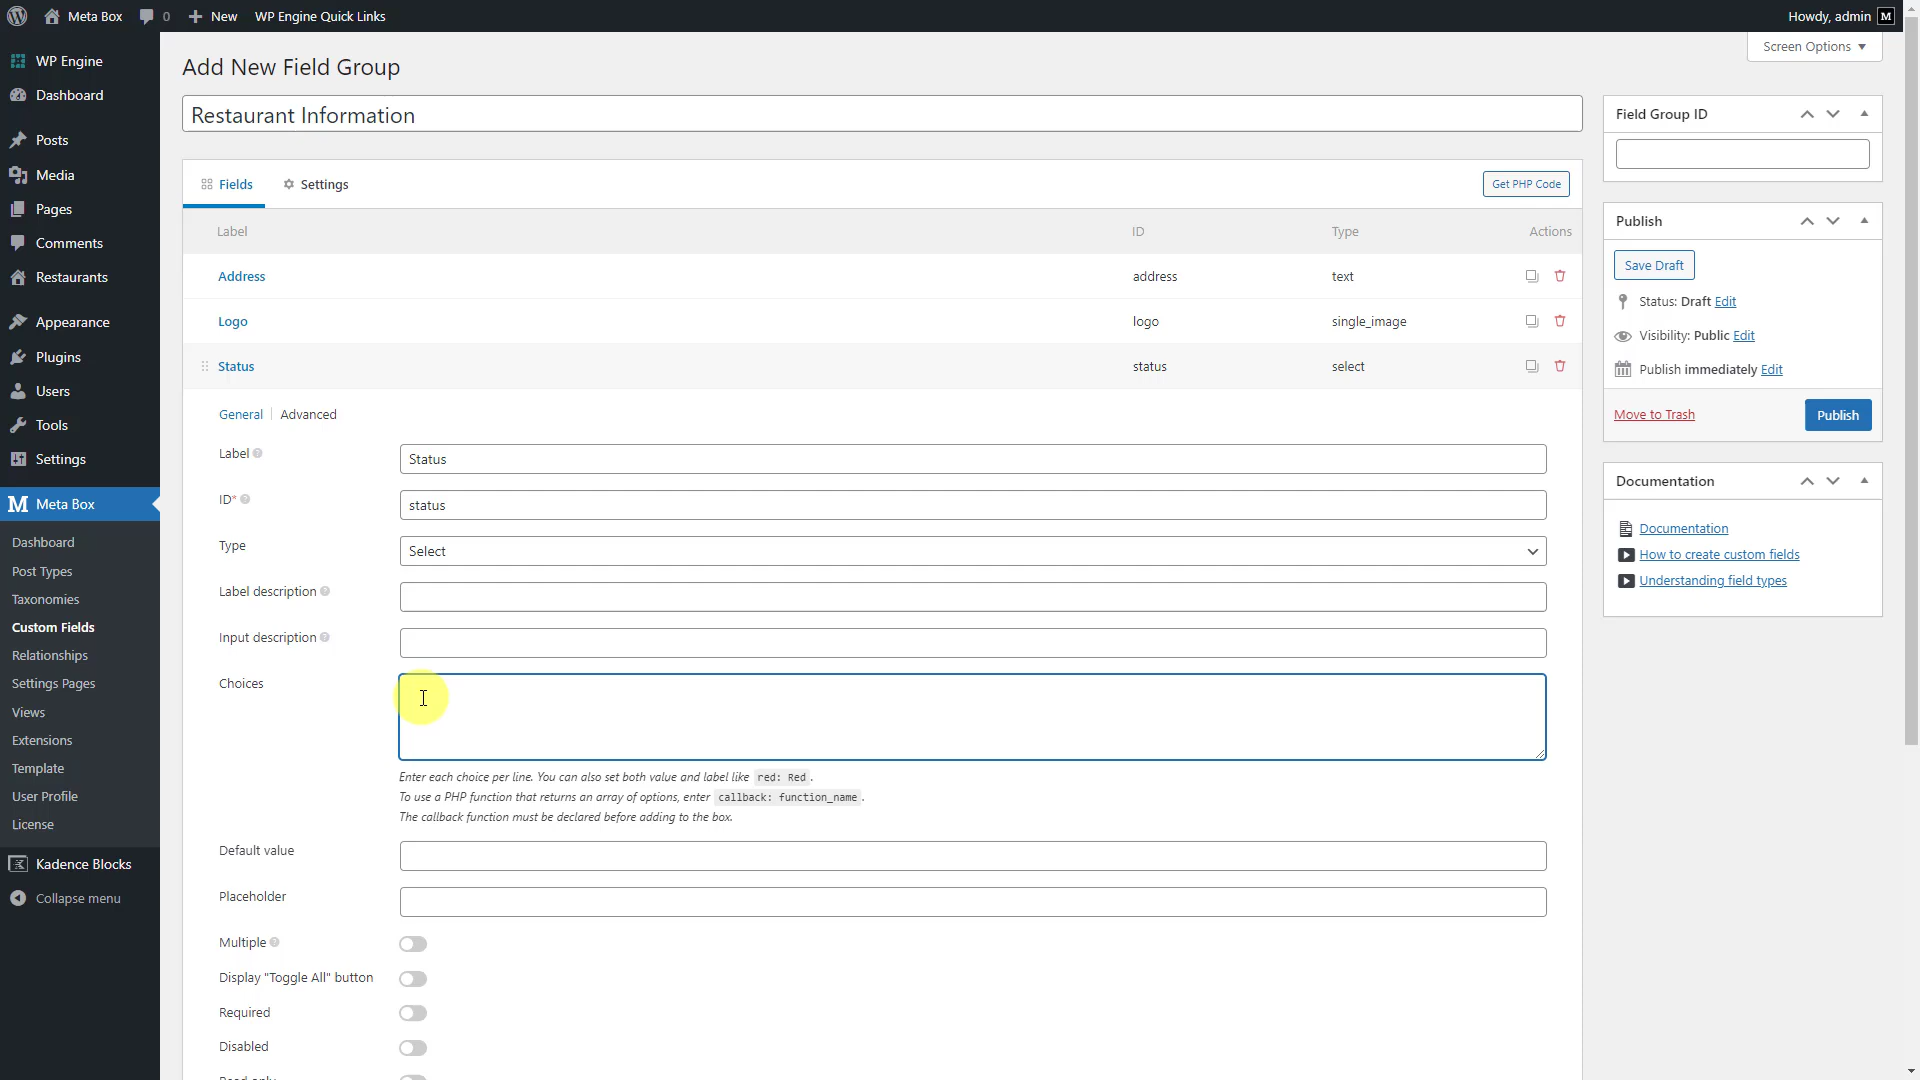 Meta Box
0
New
WP Engine Quick Links
Howdy, admin
M
WP Engine
Dashboard
Posts
Media
Pages
Comments
Restaurants
Appearance
Plugins
Users
Tools
Settings
M Meta Box
Dashboard
Post Types
Taxonomies
Custom Fields
Relationships
Settings Pages
Views
Extensions
Template
User Profile
License
Kadence Blocks
Collapse menu
Screen Options
Add New Field Group
Restaurant Information
Fields
Settings
Get PHP Code
Label ID Type Actions
Address address text
Logo logo single_image
Status status select
General | Advanced
Label Status
ID* status
Type Select
Label description
Input description
Choices
Enter each choice per line. You can also set both value and label like red: Red.
To use a PHP function that returns an array of options, enter callback: function_name.
The callback function must be declared before adding to the box.
Default value
Placeholder
Multiple
Display "Toggle All" button
Required
Disabled
Field Group ID
Publish
Save Draft
Status: Draft Edit
Visibility: Public Edit
Publish immediately Edit
Move to Trash
Publish
Documentation
Documentation
How to create custom fields
Understanding field types